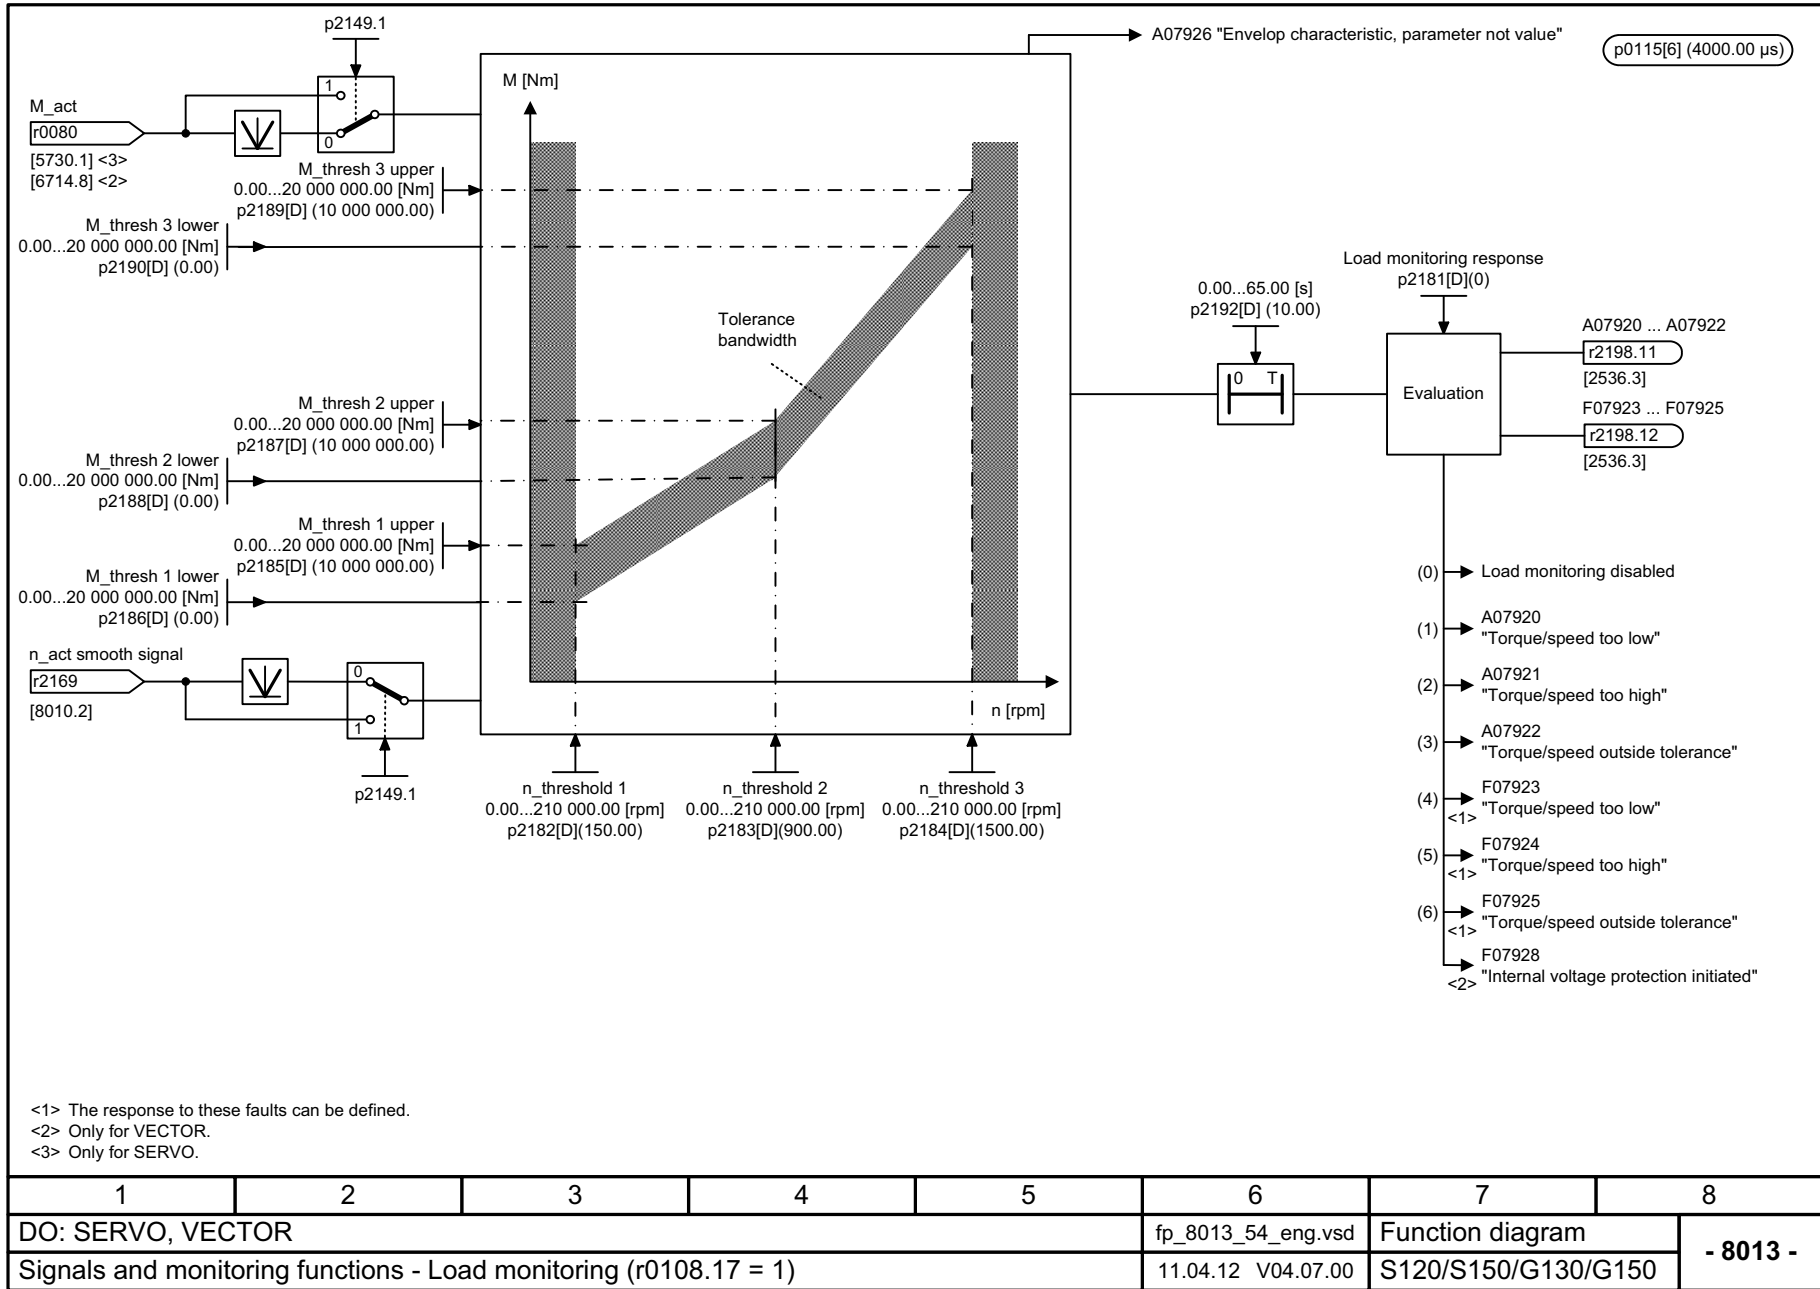 p2149.1
A07926 "Envelop characteristic, parameter not value"
p0115[6] (4000.00 µs)
M_act
r0080
[5730.1] <3>
[6714.8] <2>
1
0
M [Nm]
M_thresh 3 upper
0.00...20 000 000.00 [Nm]
p2189[D] (10 000 000.00)
M_thresh 3 lower
0.00...20 000 000.00 [Nm]
p2190[D] (0.00)
Tolerance
bandwidth
M_thresh 2 upper
0.00...20 000 000.00 [Nm]
p2187[D] (10 000 000.00)
M_thresh 2 lower
0.00...20 000 000.00 [Nm]
p2188[D] (0.00)
M_thresh 1 upper
0.00...20 000 000.00 [Nm]
p2185[D] (10 000 000.00)
M_thresh 1 lower
0.00...20 000 000.00 [Nm]
p2186[D] (0.00)
n_act smooth signal
r2169
[8010.2]
0
1
p2149.1
n [rpm]
n_threshold 1
0.00...210 000.00 [rpm]
p2182[D](150.00)
n_threshold 2
0.00...210 000.00 [rpm]
p2183[D](900.00)
n_threshold 3
0.00...210 000.00 [rpm]
p2184[D](1500.00)
0.00...65.00 [s]
p2192[D] (10.00)
0 T
Load monitoring response
p2181[D](0)
Evaluation
A07920 ... A07922
r2198.11
[2536.3]
F07923 ... F07925
r2198.12
[2536.3]
(0) Load monitoring disabled
(1) A07920
"Torque/speed too low"
(2) A07921
"Torque/speed too high"
(3) A07922
"Torque/speed outside tolerance"
(4) F07923
<1> "Torque/speed too low"
(5) F07924
<1> "Torque/speed too high"
(6) F07925
<1> "Torque/speed outside tolerance"
F07928
<2> "Internal voltage protection initiated"
<1> The response to these faults can be defined.
<2> Only for VECTOR.
<3> Only for SERVO.
1 2 3 4 5 6 7 8
DO: SERVO, VECTOR
fp_8013_54_eng.vsd
Function diagram
- 8013 -
Signals and monitoring functions - Load monitoring (r0108.17 = 1)
11.04.12 V04.07.00
S120/S150/G130/G150